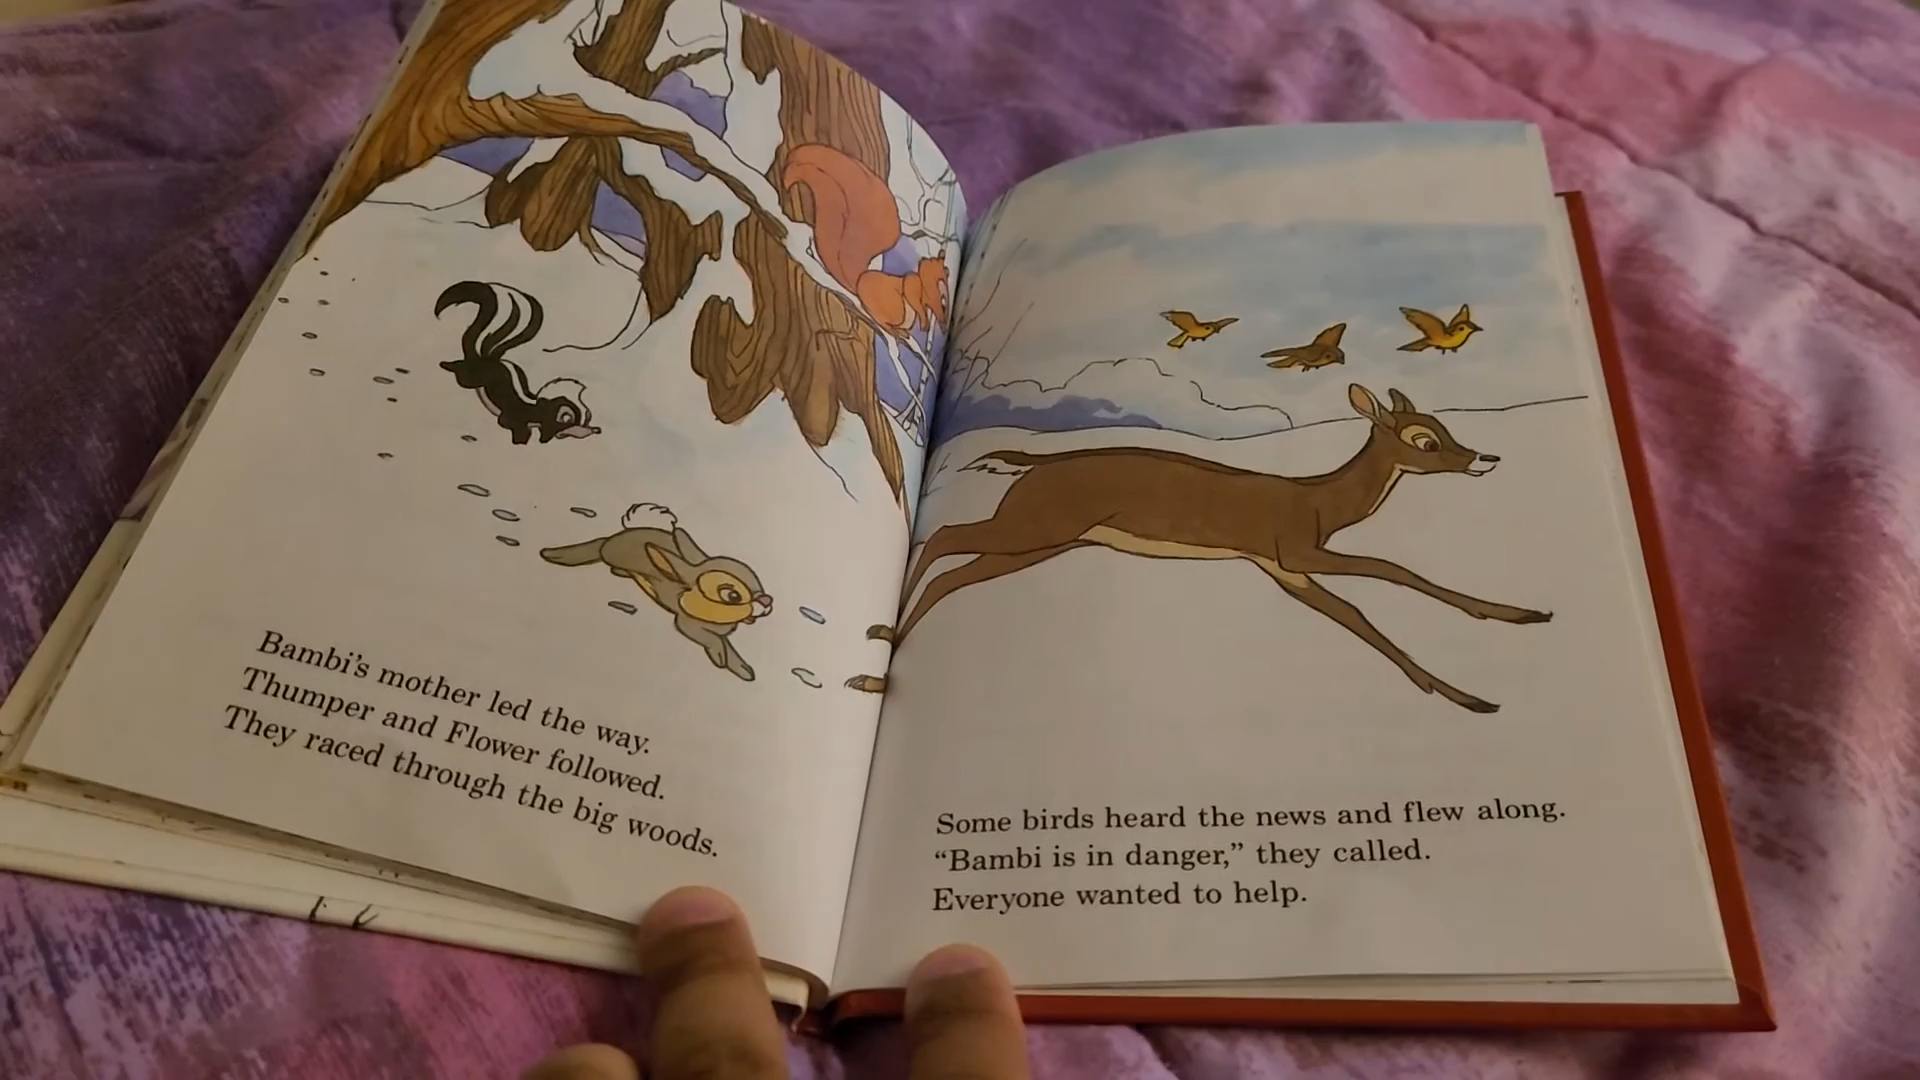 Bambi's mother led the way.
Thumper and Flower followed.
They raced through the big woods.
Some birds heard the news and flew along.
“Bambi is in danger,” they called.
Everyone wanted to help.